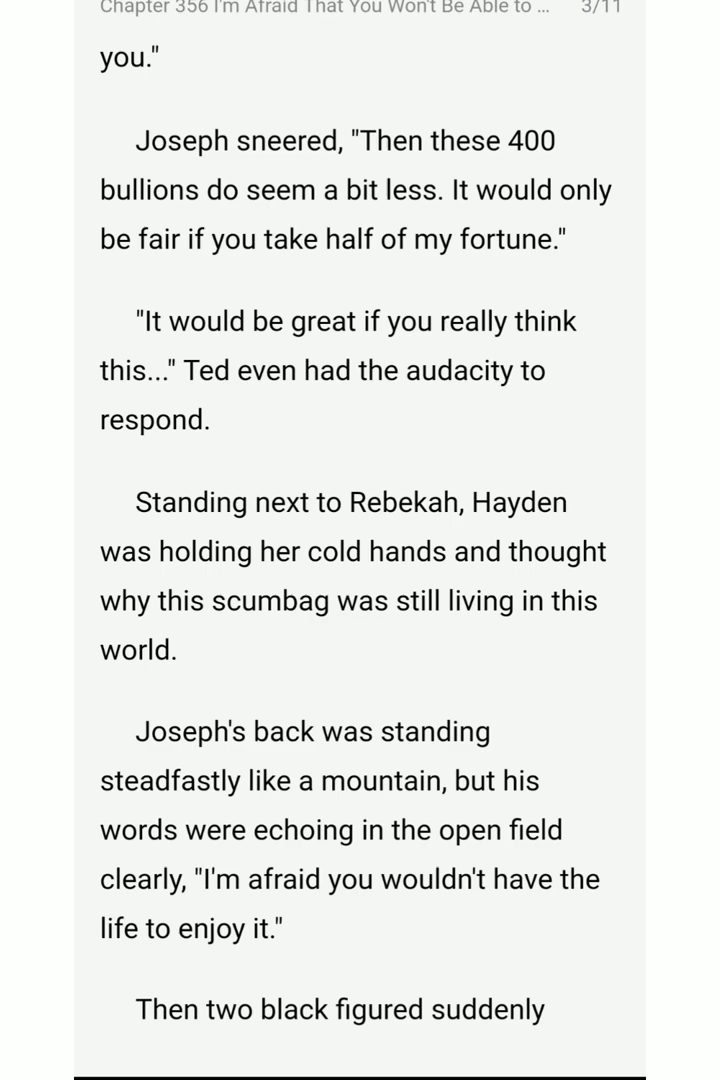 Chapter 356 I'm Afraid That You Won't Be Able to ... 3/11
you."
Joseph sneered, "Then these 400
bullions do seem a bit less. It would only
be fair if you take half of my fortune."
"It would be great if you really think
this..." Ted even had the audacity to
respond.
Standing next to Rebekah, Hayden
was holding her cold hands and thought
why this scumbag was still living in this
world.
Joseph's back was standing
steadfastly like a mountain, but his
words were echoing in the open field
clearly, "I'm afraid you wouldn't have the
life to enjoy it."
Then two black figured suddenly